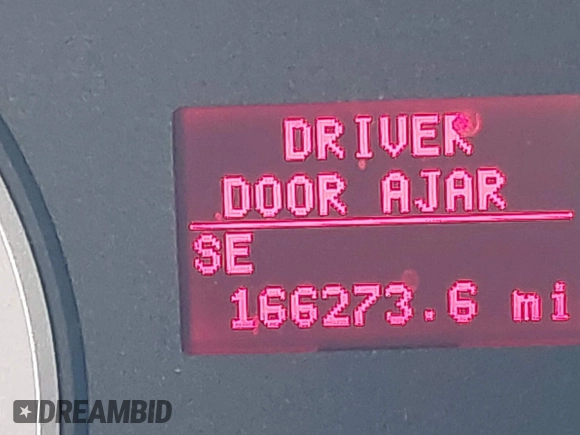 DRIVER
DOOR AJAR
SE
166273.6 mi
DREAMBID